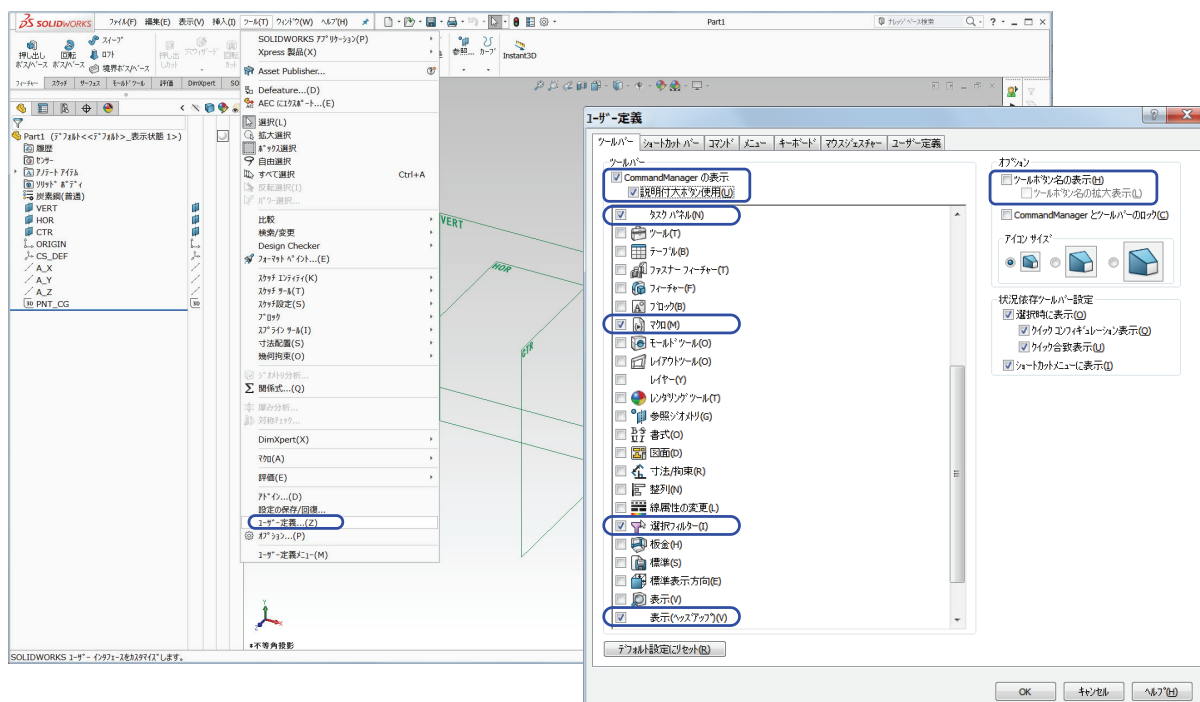 SOLIDWORKS
ファイル(F) 編集(E) 表示(V) 挿入(I) ツール(T) ウィンドウ(W) ヘルプ(H)
Part1
ナレッジベース検索
押し出し ボス/ベース
回転 ボス/ベース
スイープ
ロフト
境界ボス/ベース
参照...
カーブ
Instant3D
フィーチャー スケッチ サーフェス モールドツール 評価 DimXpert SO
Part1 (デフォルト<<デフォルト>_表示状態 1>)
履歴
センサー
アノテート アイテム
ソリッド ボディ
炭素鋼(普通)
VERT
HOR
CTR
ORIGIN
CS_DEF
A_X
A_Y
A_Z
PNT_CG
SOLIDWORKS アプリケーション(P)
Xpress 製品(X)
Asset Publisher...
Defeature...(D)
AEC にエクスポート...(E)
選択(L)
拡大選択
ボックス選択
自由選択
すべて選択 Ctrl+A
反転選択(I)
パワー選択...
比較
検索/変更
Design Checker
フォーマット ペイント...(E)
スケッチ エンティティ(K)
スケッチ ツール(T)
スケッチ設定(S)
ブロック
スプライン ツール(I)
寸法配置(S)
幾何拘束(O)
ジオメトリ分析...
関係式...(Q)
厚み分析...
対称チェック...
DimXpert(X)
マクロ(A)
評価(E)
アドイン...(D)
設定の保存/回復...
ユーザー定義...(Z)
オプション...(P)
ユーザー定義メニュー(M)
VERT
HOR
CTR
*不等角投影
SOLIDWORKS ユーザー インタフェースをカスタマイズします。
ユーザー定義
ツールバー ショートカット バー コマンド メニュー キーボード マウスジェスチャー ユーザー定義
ツールバー
CommandManager の表示
説明付大ボタン使用(U)
タスク パネル(N)
ツール(T)
テーブル(B)
ファスナー フィーチャー(T)
フィーチャー(F)
ブロック(B)
マクロ(M)
モールド ツール(O)
レイアウトツール(O)
レイヤー(Y)
レンダリング ツール(T)
参照ジオメトリ(G)
書式(O)
図面(D)
寸法/拘束(R)
整列(N)
線属性の変更(L)
選択フィルター(I)
板金(H)
標準(S)
標準表示方向(E)
表示(V)
表示(ヘッズアップ)(V)
デフォルト設定にリセット(R)
オプション
ツールボタン名の表示(H)
ツールボタン名の拡大表示(L)
CommandManager とツールバーのロック(C)
アイコン サイズ
状況依存ツールバー設定
選択時に表示(O)
クイック コンフィギュレーション表示(Q)
クイック合致表示(U)
ショートカットメニューに表示(I)
OK キャンセル ヘルプ(H)